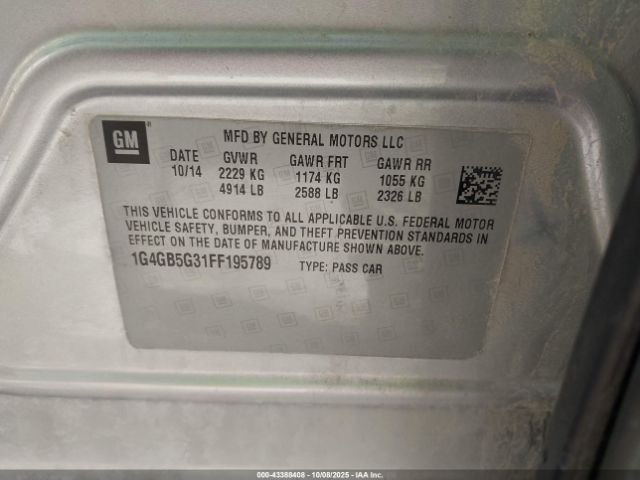 GM
MFD BY GENERAL MOTORS LLC
DATE GVWR GAWR FRT GAWR RR
10/14 2229 KG 1174 KG 1055 KG
4914 LB 2588 LB 2326 LB
THIS VEHICLE CONFORMS TO ALL APPLICABLE U.S. FEDERAL MOTOR
VEHICLE SAFETY, BUMPER, AND THEFT PREVENTION STANDARDS IN
EFFECT ON THE DATE OF MANUFACTURE SHOWN ABOVE.
1G4GB5G31FF195789 TYPE: PASS CAR
000-43388408 • 10/08/2025 • IAA, Inc.